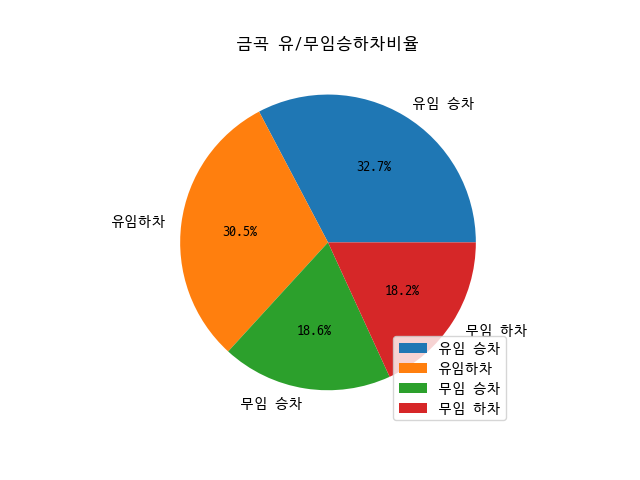 금곡 유/무임승하차비율
유임 승차
32.7%
유임하차
30.5%
18.2%
18.6%
무임 하차
무임 승차
유임 승차
유임하차
무임 승차
무임 하차